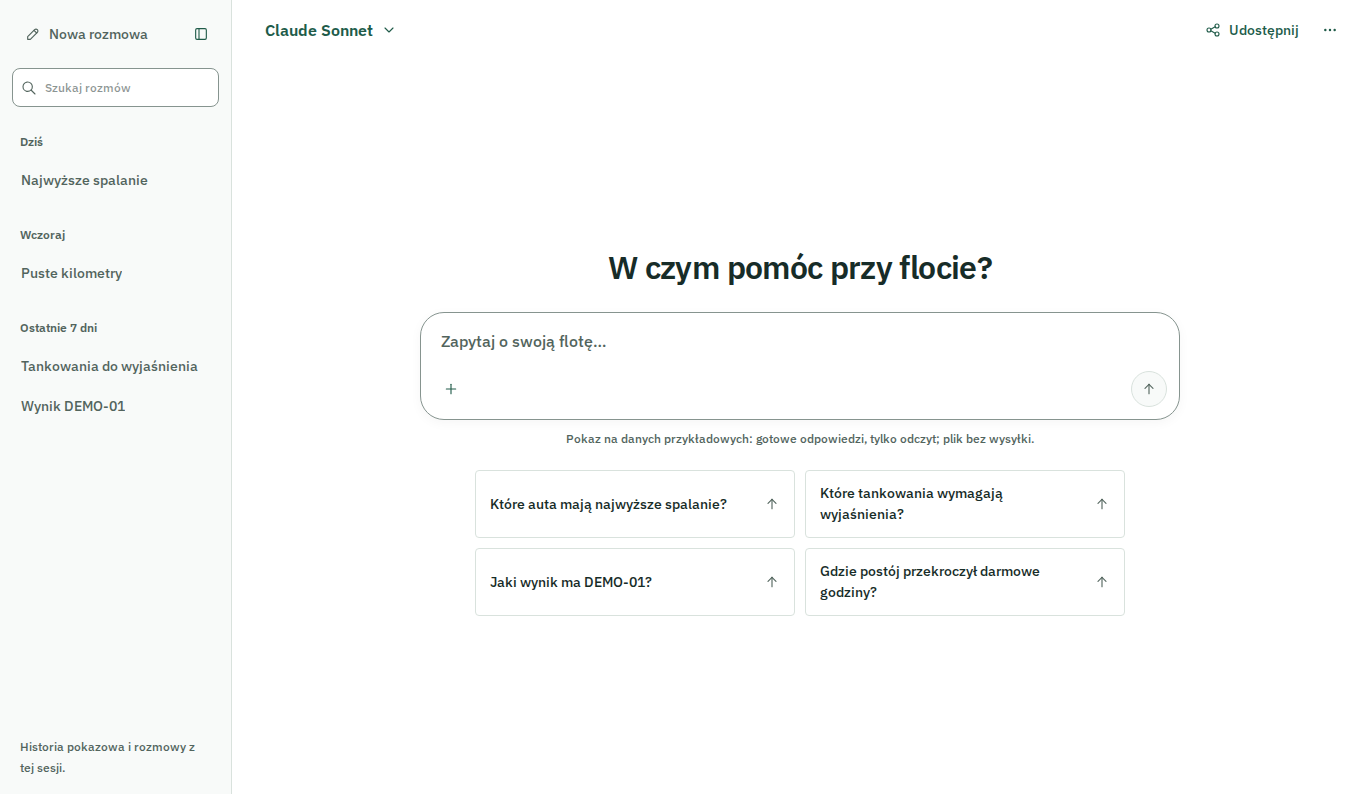 Nowa rozmowa
Szukaj rozmów
Dziś
Najwyższe spalanie
Wczoraj
Puste kilometry
Ostatnie 7 dni
Tankowania do wyjaśnienia
Wynik DEMO-01
Historia pokazowa i rozmowy z
tej sesji.
Claude Sonnet
Udostępnij
W czym pomóc przy flocie?
Zapytaj o swoją flotę...
Pokaz na danych przykładowych: gotowe odpowiedzi, tylko odczyt; plik bez wysyłki.
Które auta mają najwyższe spalanie?
Które tankowania wymagają
wyjaśnienia?
Jaki wynik ma DEMO-01?
Gdzie postój przekroczył darmowe
godziny?